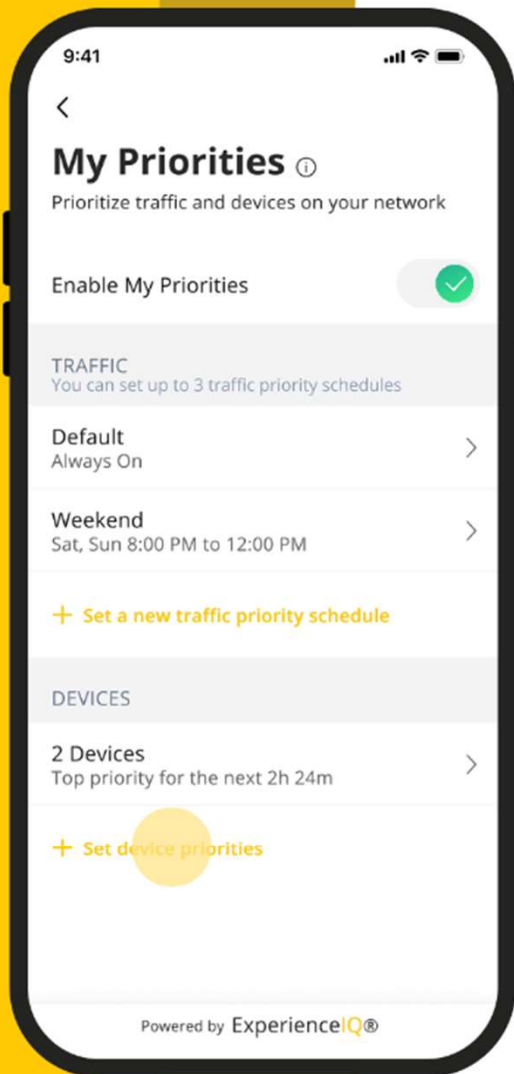 9:41
My Priorities
Prioritize traffic and devices on your network
Enable My Priorities
TRAFFIC
You can set up to 3 traffic priority schedules
Default
Always On
Weekend
Sat, Sun 8:00 PM to 12:00 PM
+ Set a new traffic priority schedule
DEVICES
2 Devices
Top priority for the next 2h 24m
+ Set device priorities
Powered by ExperienceIQ®